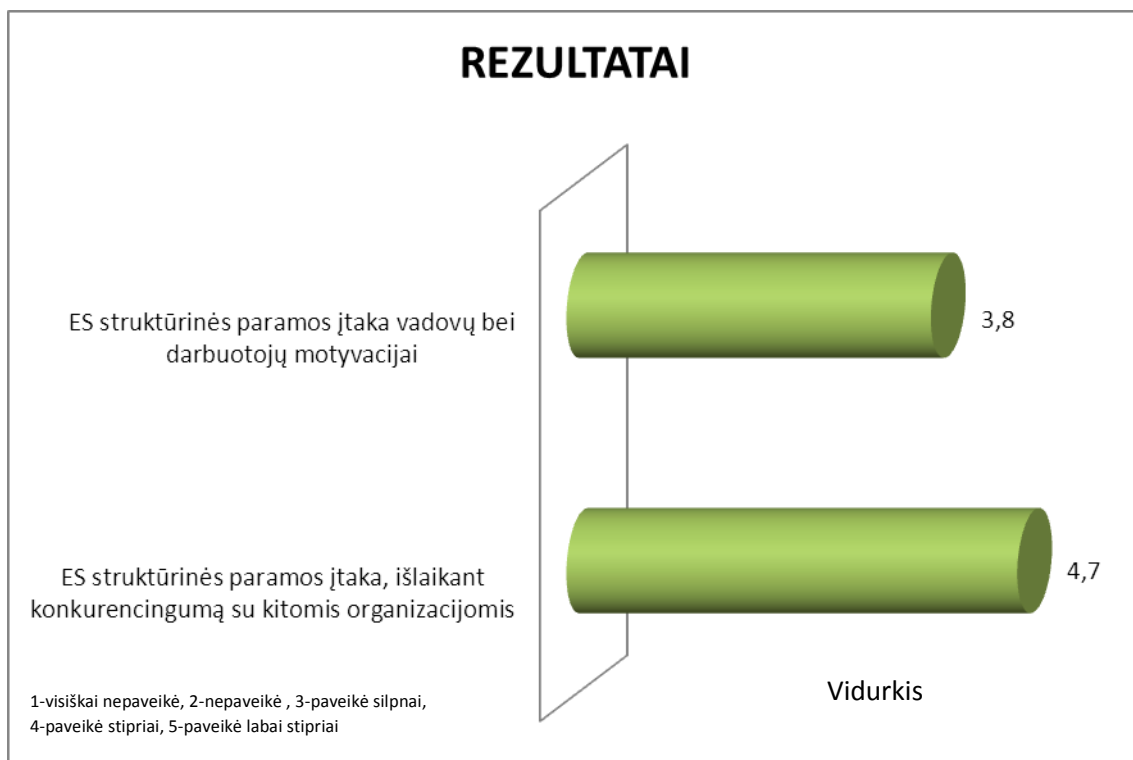 REZULTATAI
ES struktūrinės paramos įtaka vadovų bei
darbuotojų motyvacijai
3,8
ES struktūrinės paramos įtaka, išlaikant
konkurencingumą su kitomis organizacijomis
4,7
Vidurkis
1-visiškai nepaveikė, 2-nepaveikė , 3-paveikė silpnai,
4-paveikė stipriai, 5-paveikė labai stipriai